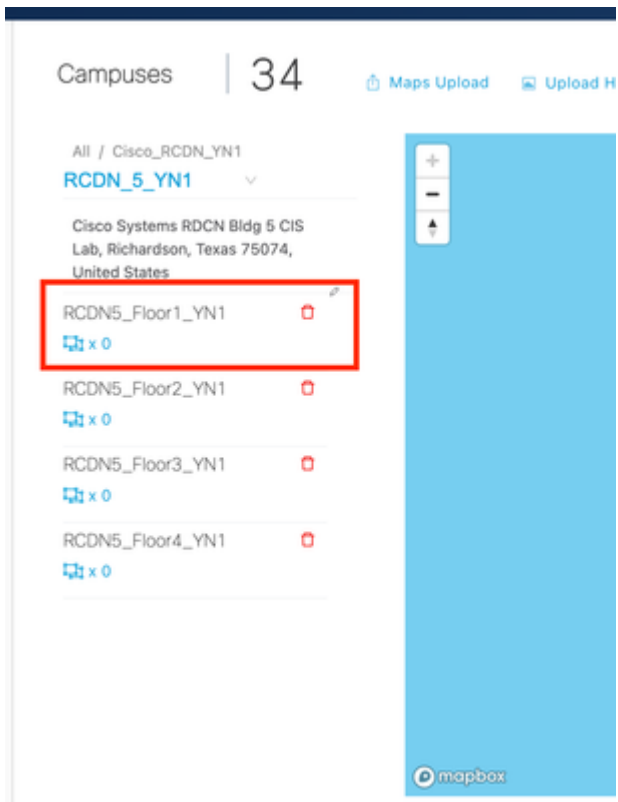 Campuses 34 Maps Upload Upload H
All / Cisco_RCDN_YN1
RCDN_5_YN1
Cisco Systems RDCN Bldg 5 CIS
Lab, Richardson, Texas 75074,
United States
RCDN5_Floor1_YN1
x 0
RCDN5_Floor2_YN1
x 0
RCDN5_Floor3_YN1
x 0
RCDN5_Floor4_YN1
x 0
mapbox